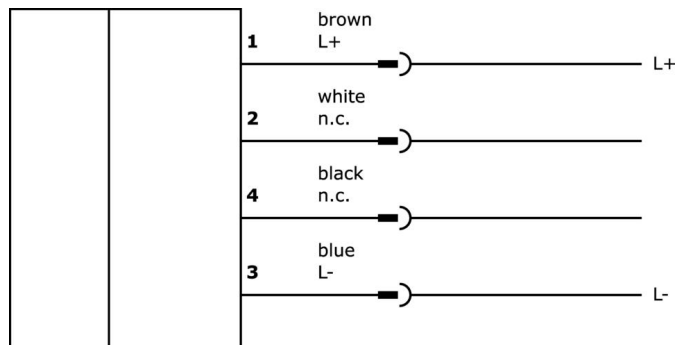 brown
1 L+
L+
white
2 n.c.
black
4 n.c.
blue
3 L-
L-